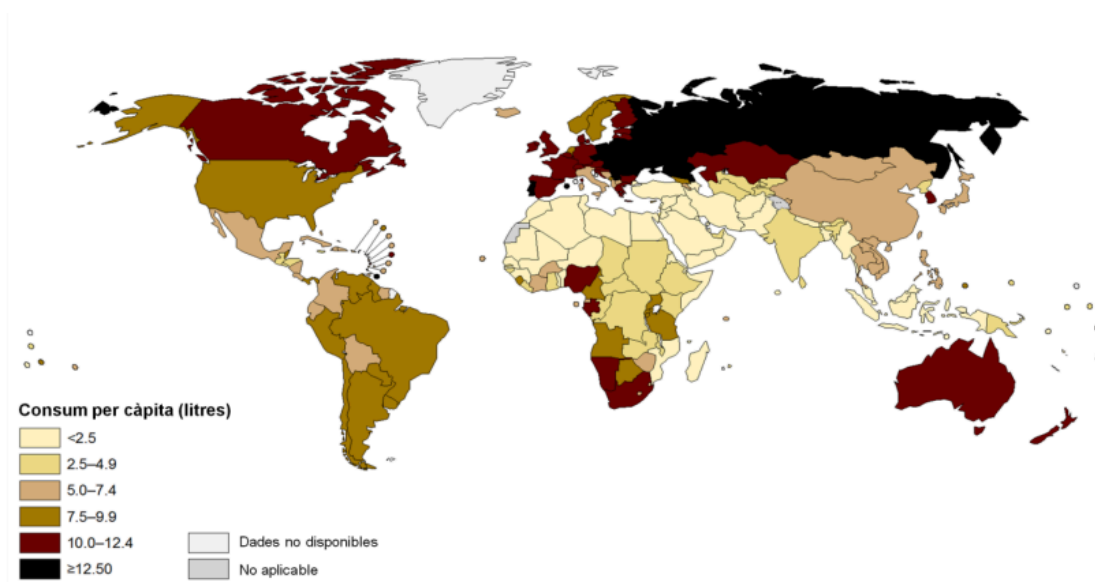 Consum per càpita (litres)
<2.5
2.5–4.9
5.0–7.4
7.5–9.9
10.0–12.4
≥12.50
Dades no disponibles
No aplicable